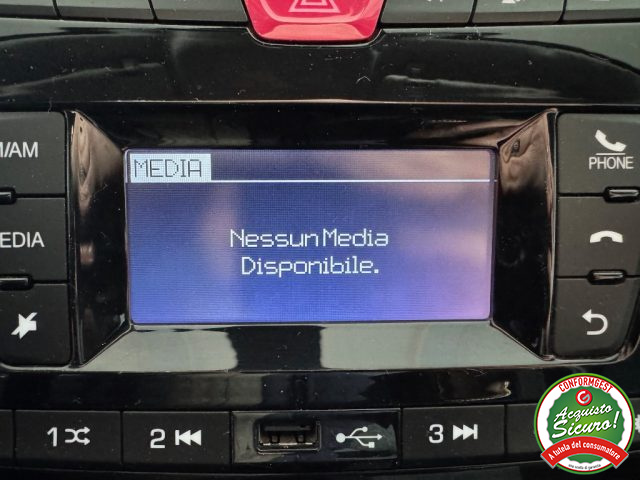 M/AM
MEDIA
PHONE
Nessun Media
Disponibile.
EDIA
1
2
3
CONFORMGEST
Acquisto
Sicuro!
A tutela del consumatore